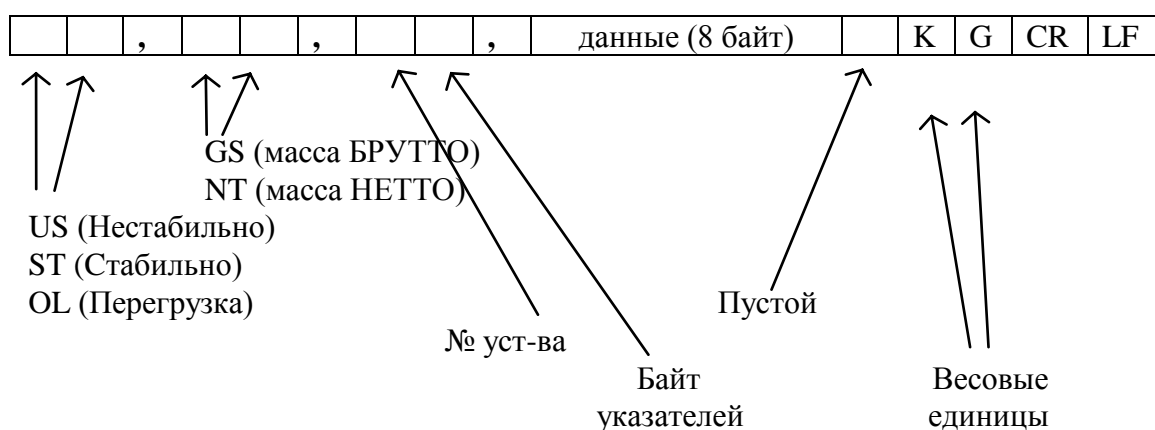 , , , данные (8 байт) K G CR LF
GS (масса БРУТТО)
NT (масса НЕТТО)
US (Нестабильно)
ST (Стабильно)
OL (Перегрузка)
Пустой
№ уст-ва
Байт
указателей
Весовые
единицы